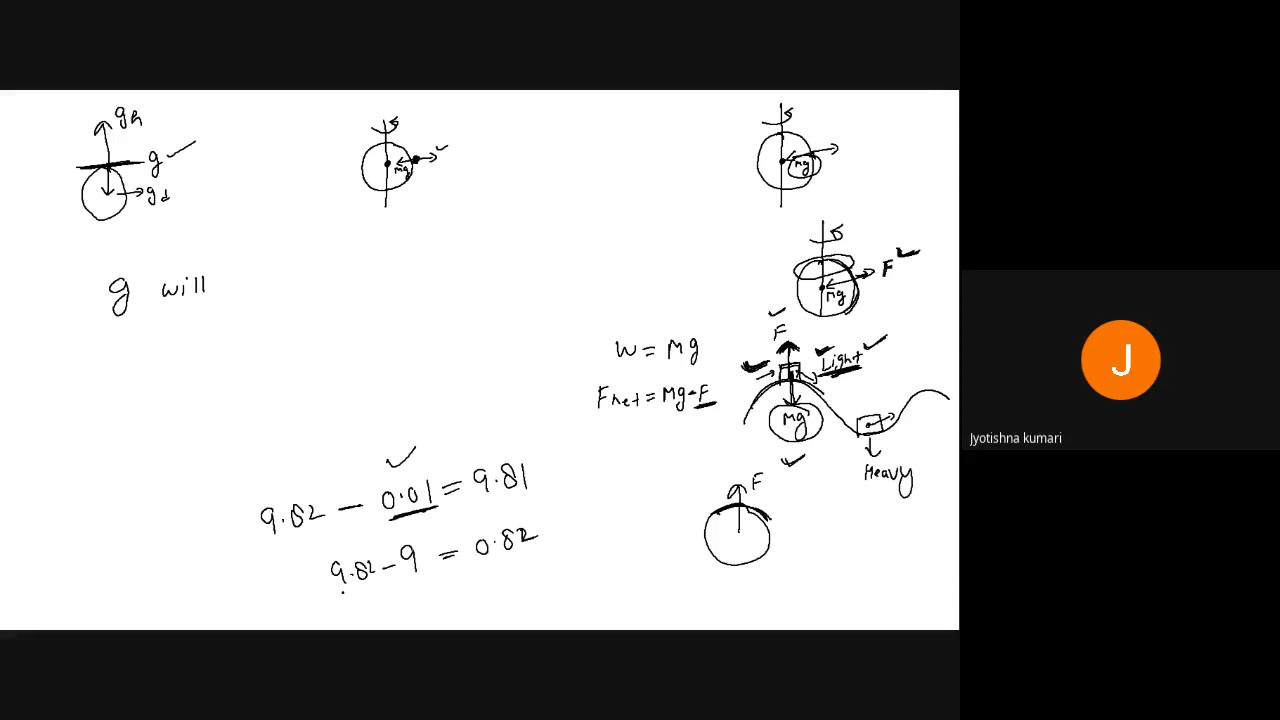 gh
g
gd
Mg
Mg
F
Mg
g will
F
W = Mg
Light
Fnet = Mg-F
Mg
Heavy
F
9.82 - 0.01 = 9.81
9.82 - 9 = 0.82
J
Jyotishna kumari